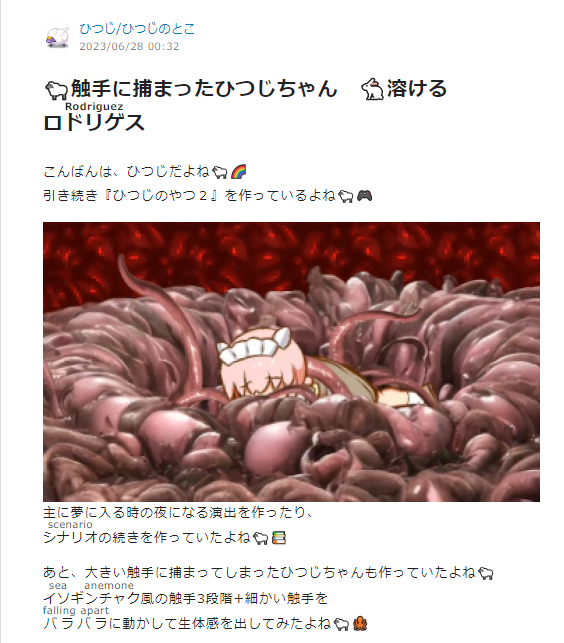 ひつじ/ひつじのとこ
2023/06/28 00:32
🐑触手に捕まったひつじちゃん　🐇溶ける
Rodriguez
ロドリゲス
こんばんは、ひつじだよね🐑🌈
引き続き『ひつじのやつ２』を作っているよね🐑🎮
主に夢に入る時の夜になる演出を作ったり、
scenario
シナリオの続きを作っていたよね🐑📚
あと、大きい触手に捕まってしまったひつじちゃんも作っていたよね🐑
sea anemone
イソギンチャク風の触手3段階+細かい触手を
falling apart
バラバラに動かして生体感を出してみたよね🐑🐙